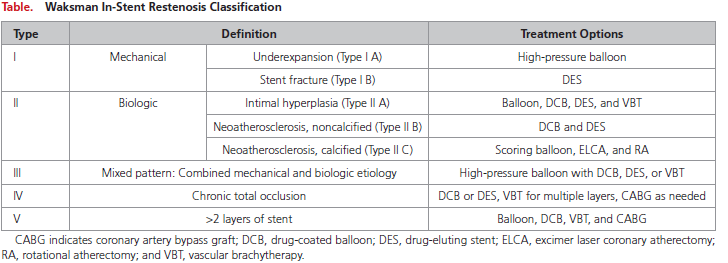 Table. Waksman In-Stent Restenosis Classification
Type Definition Treatment Options
I Mechanical Underexpansion (Type I A) High-pressure balloon
Stent fracture (Type I B) DES
II Biologic Intimal hyperplasia (Type II A) Balloon, DCB, DES, and VBT
Neoatherosclerosis, noncalcified (Type II B) DCB and DES
Neoatherosclerosis, calcified (Type II C) Scoring balloon, ELCA, and RA
III Mixed pattern: Combined mechanical and biologic etiology High-pressure balloon with DCB, DES, or VBT
IV Chronic total occlusion DCB or DES, VBT for multiple layers, CABG as needed
V >2 layers of stent Balloon, DCB, VBT, and CABG
CABG indicates coronary artery bypass graft; DCB, drug-coated balloon; DES, drug-eluting stent; ELCA, excimer laser coronary atherectomy;
RA, rotational atherectomy; and VBT, vascular brachytherapy.